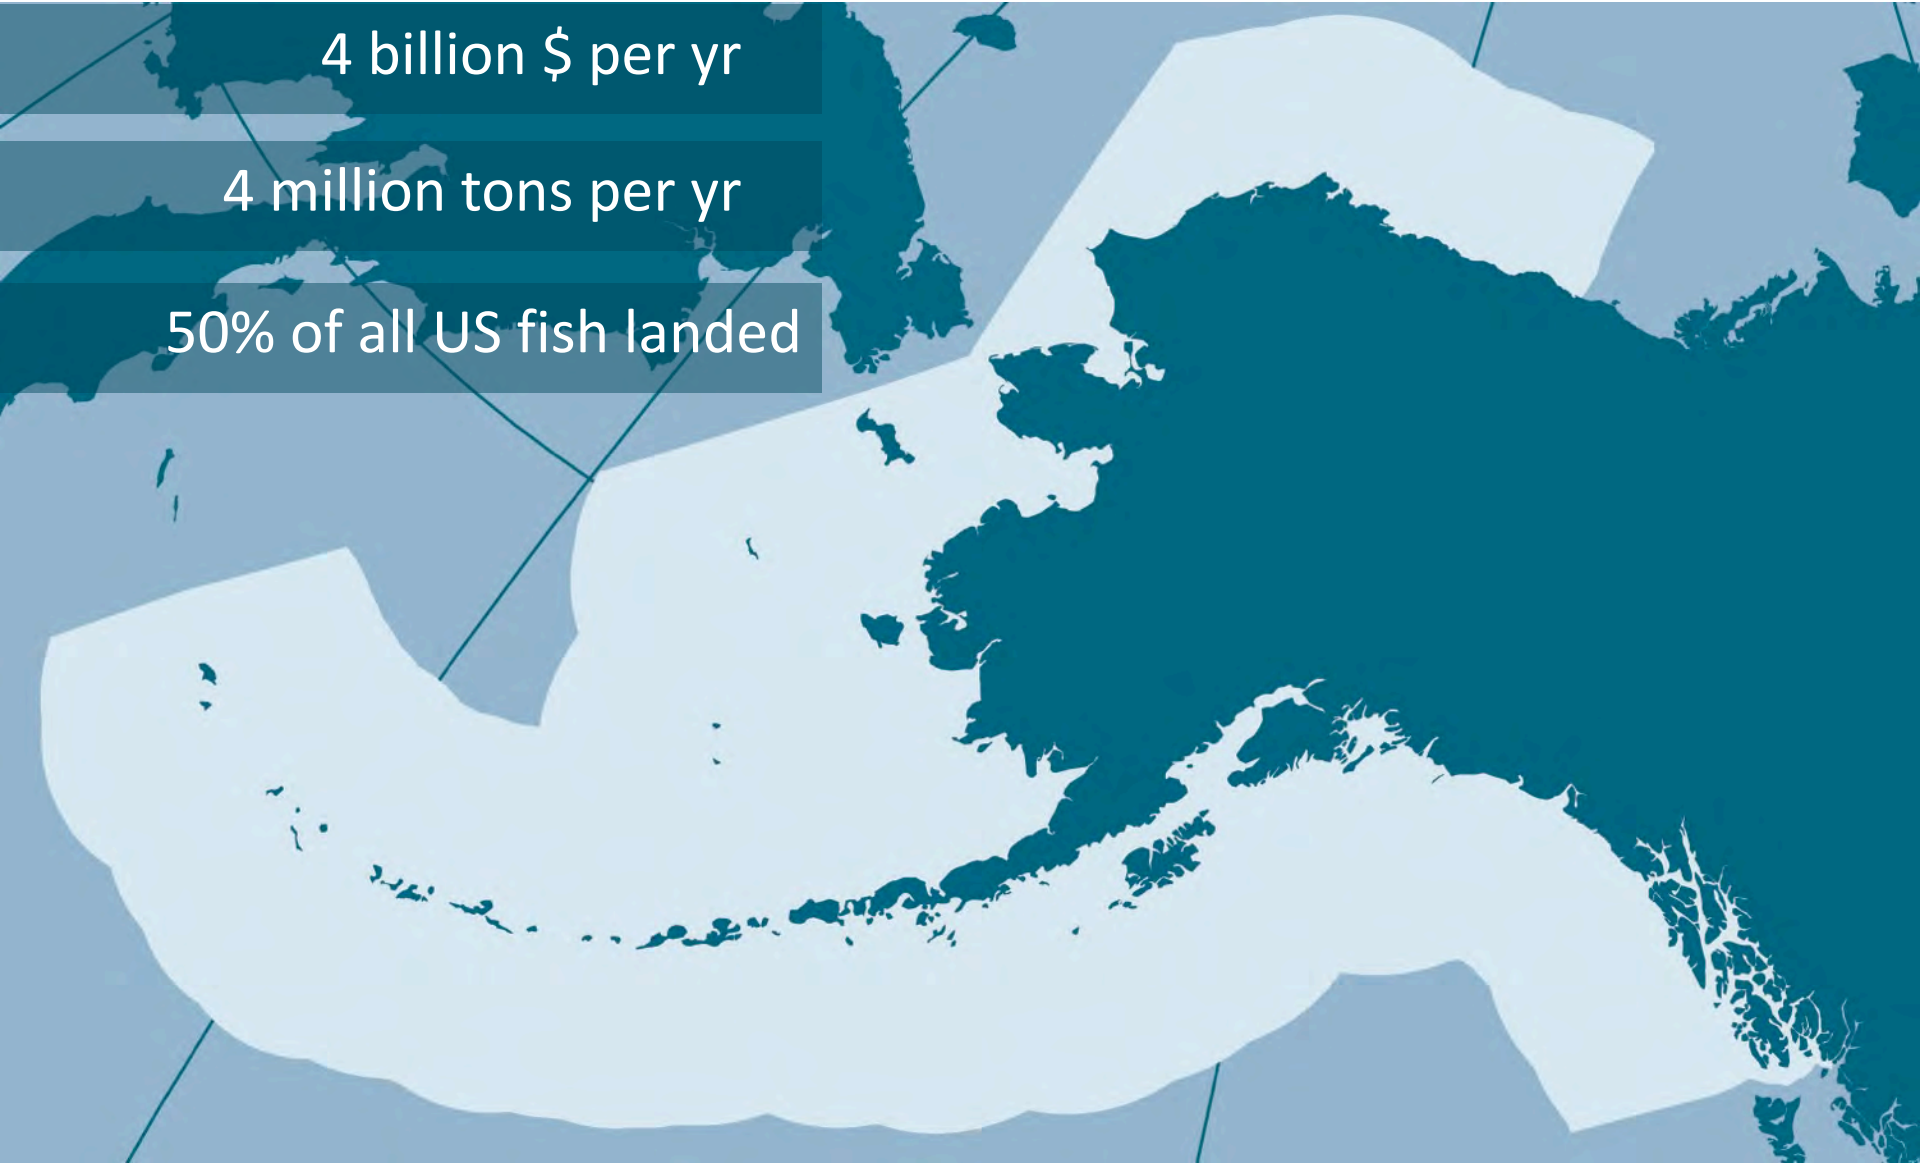 4 billion $ per yr
4 million tons per yr
50% of all US fish landed